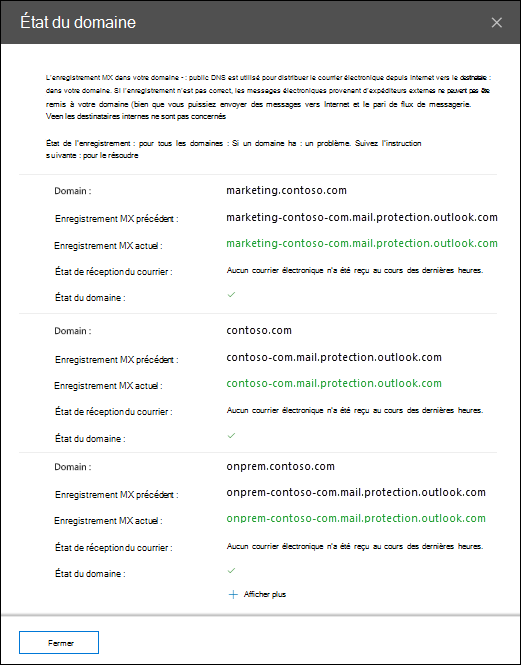 État du domaine
L'enregistrement MX dans votre domaine - : public DNS est utilisé pour distribuer le courrier électronique depuis Internet vers le destinataire :
dans votre domaine. Si l'enregistrement n'est pas correct, les messages électroniques provenant d'expéditeurs externes ne peuvent pas être
remis à votre domaine (bien que vous puissiez envoyer des messages vers Internet et le pari de flux de messagerie.
Veen les destinataires internes ne sont pas concernés
État de l'enregistrement : pour tous les domaines : Si un domaine ha : un problème. Suivez l'instruction
suivante : pour le résoudre
Domain : marketing.contoso.com
Enregistrement MX précédent : marketing-contoso-com.mail.protection.outlook.com
Enregistrement MX actuel : marketing-contoso-com.mail.protection.outlook.com
État de réception du courrier : Aucun courrier électronique n'a été reçu au cours des dernières heures.
État du domaine :
Domain : contoso.com
Enregistrement MX précédent : contoso-com.mail.protection.outlook.com
Enregistrement MX actuel : contoso-com.mail.protection.outlook.com
État de réception du courrier : Aucun courrier électronique n'a été reçu au cours des dernières heures.
État du domaine :
Domain : onprem.contoso.com
Enregistrement MX précédent : onprem-contoso-com.mail.protection.outlook.com
Enregistrement MX actuel : onprem-contoso-com.mail.protection.outlook.com
État de réception du courrier : Aucun courrier électronique n'a été reçu au cours des dernières heures.
État du domaine :
Afficher plus
Fermer